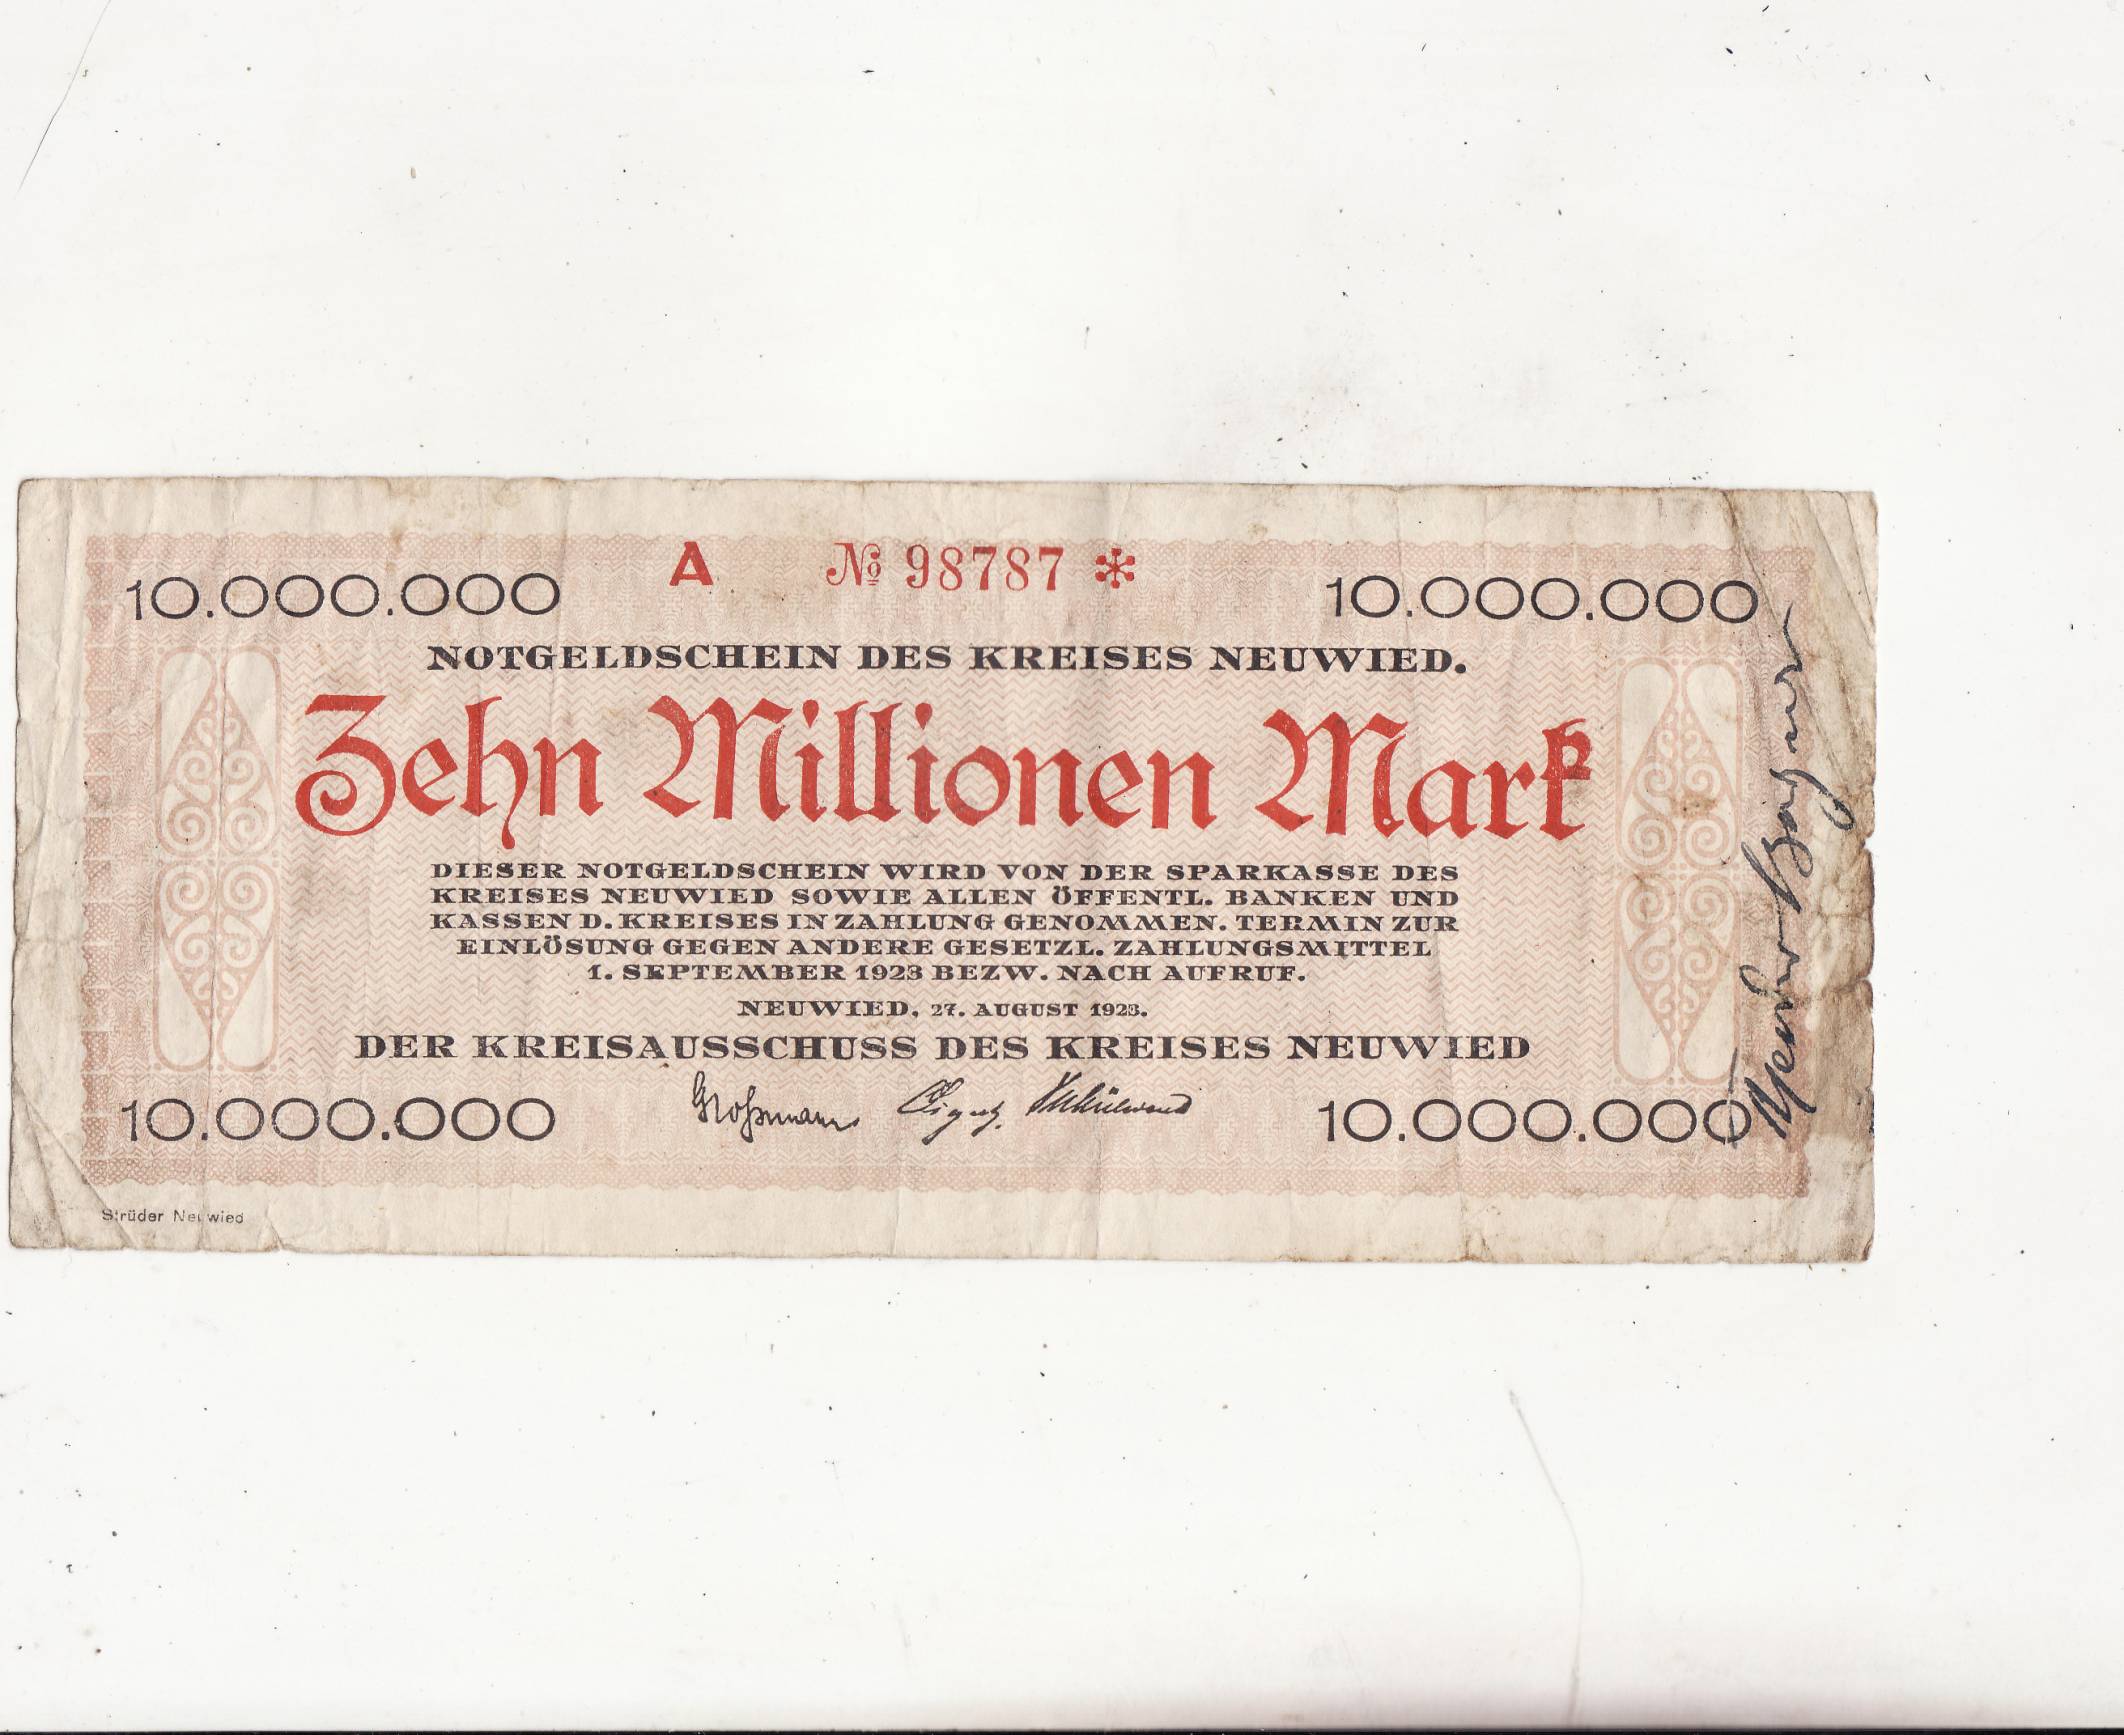 A № 98787 *
10.000.000 10.000.000
NOTGELDSCHEIN DES KREISES NEUWIED.
Zehn Millionen Mark
DIESER NOTGELDSCHEIN WIRD VON DER SPARKASSE DES
KREISES NEUWIED SOWIE ALLEN ÖFFENTL. BANKEN UND
KASSEN D. KREISES IN ZAHLUNG GENOMMEN. TERMIN ZUR
EINLÖSUNG GEGEN ANDERE GESETZL. ZAHLUNGSMITTEL
1. SEPTEMBER 1923 BEZW. NACH AUFRUF.
NEUWIED, 27. AUGUST 1923.
DER KREISAUSSCHUSS DES KREISES NEUWIED
10.000.000 Großmann 10.000.000
Strüder Neuwied